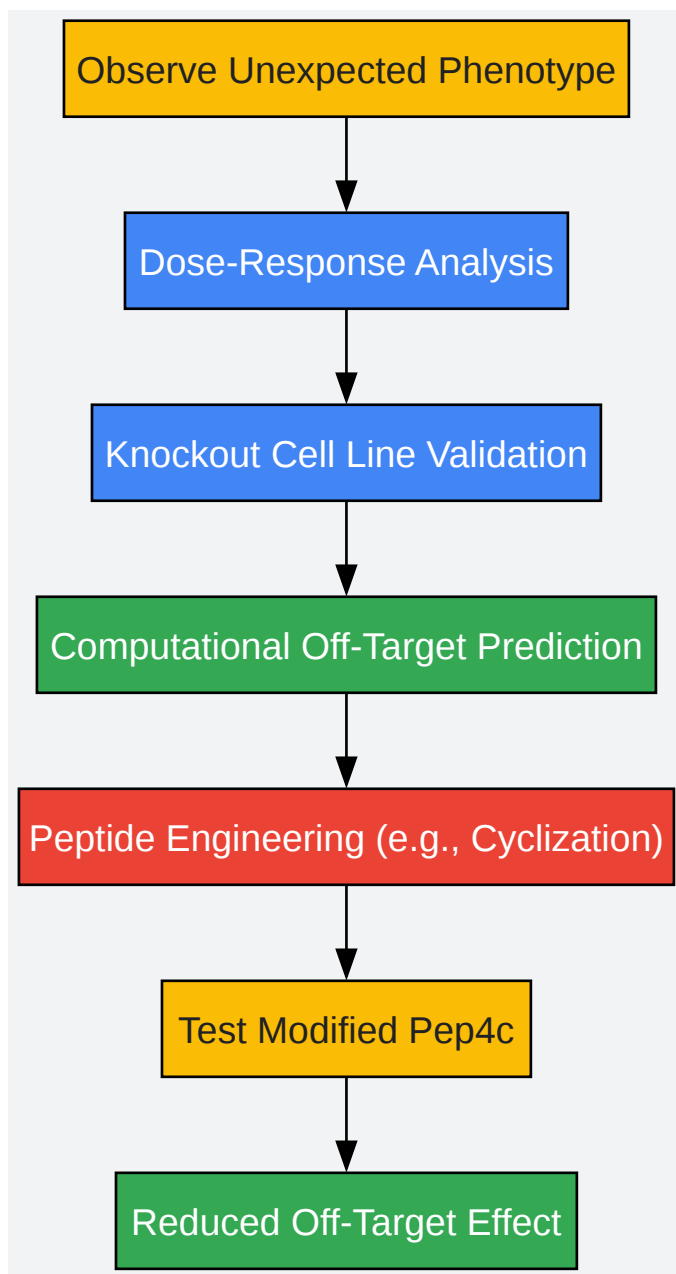 Observe Unexpected Phenotype
Dose-Response Analysis
Knockout Cell Line Validation
Computational Off-Target Prediction
Peptide Engineering (e.g., Cyclization)
Test Modified Pep4c
Reduced Off-Target Effect